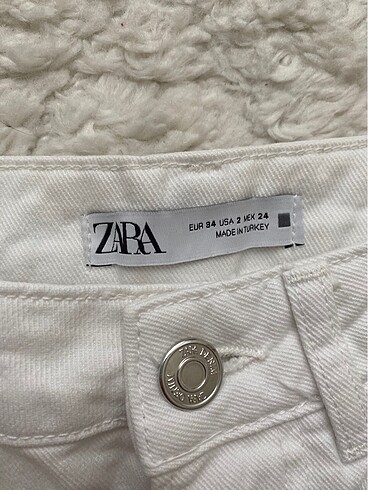 ZARA
EUR 34 USA 2 MEX 24
MADE IN TURKEY